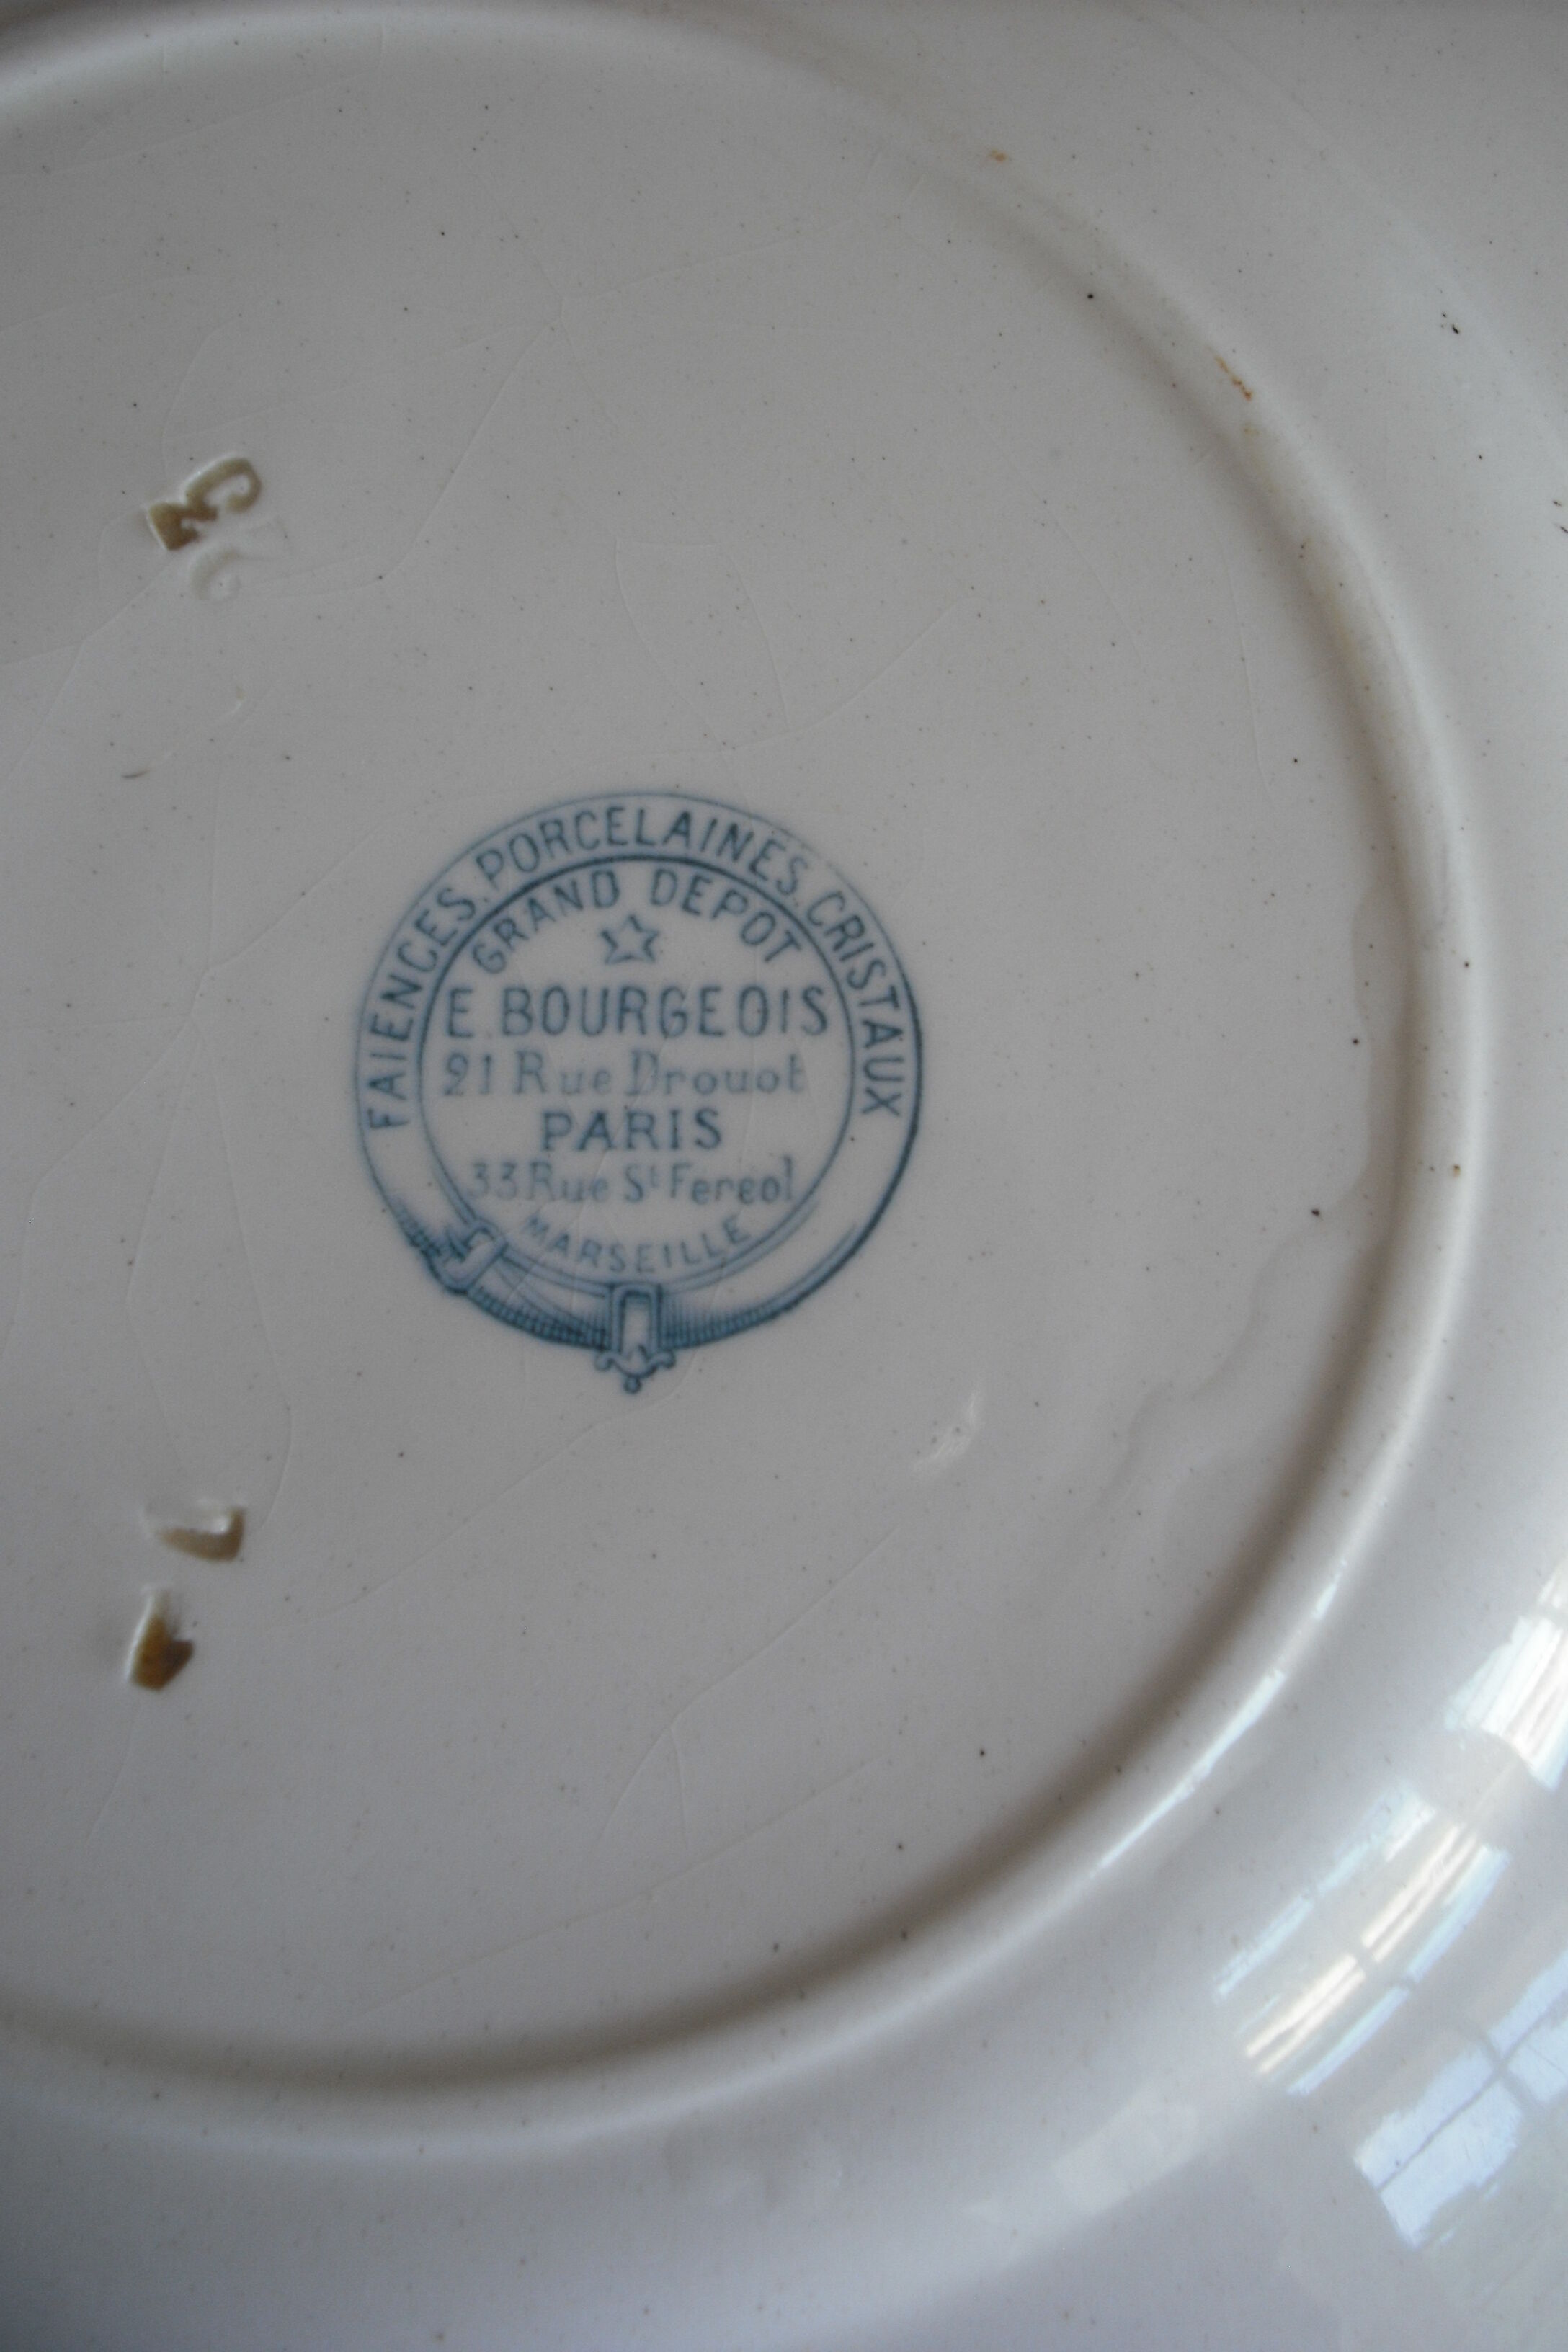 FAIENCES. PORCELAINES. CRISTAUX
GRAND DEPOT
E. BOURGEOIS
21 Rue Drouot
PARIS
33 Rue St Fereol
MARSEILLE